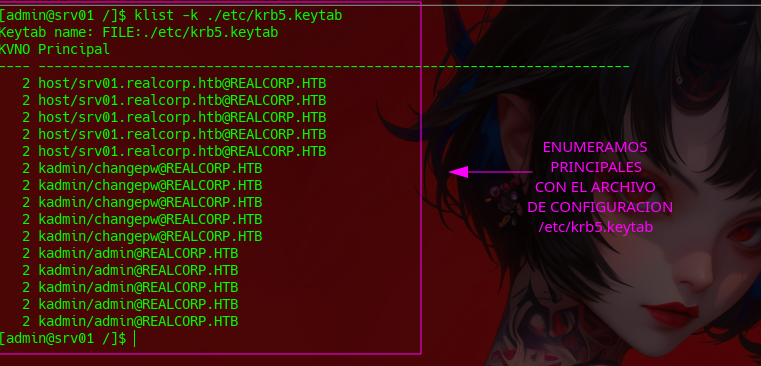 [admin@srv01 /]$ klist -k ./etc/krb5.keytab
Keytab name: FILE:./etc/krb5.keytab
KVNO Principal
---- --------------------------------------------------------------------------
2 host/srv01.realcorp.htb@REALCORP.HTB
2 host/srv01.realcorp.htb@REALCORP.HTB
2 host/srv01.realcorp.htb@REALCORP.HTB
2 host/srv01.realcorp.htb@REALCORP.HTB
2 host/srv01.realcorp.htb@REALCORP.HTB
2 kadmin/changepw@REALCORP.HTB
2 kadmin/changepw@REALCORP.HTB
2 kadmin/changepw@REALCORP.HTB
2 kadmin/changepw@REALCORP.HTB
2 kadmin/changepw@REALCORP.HTB
2 kadmin/admin@REALCORP.HTB
2 kadmin/admin@REALCORP.HTB
2 kadmin/admin@REALCORP.HTB
2 kadmin/admin@REALCORP.HTB
2 kadmin/admin@REALCORP.HTB
[admin@srv01 /]$
ENUMERAMOS
PRINCIPALES
CON EL ARCHIVO
DE CONFIGURACION
/etc/krb5.keytab